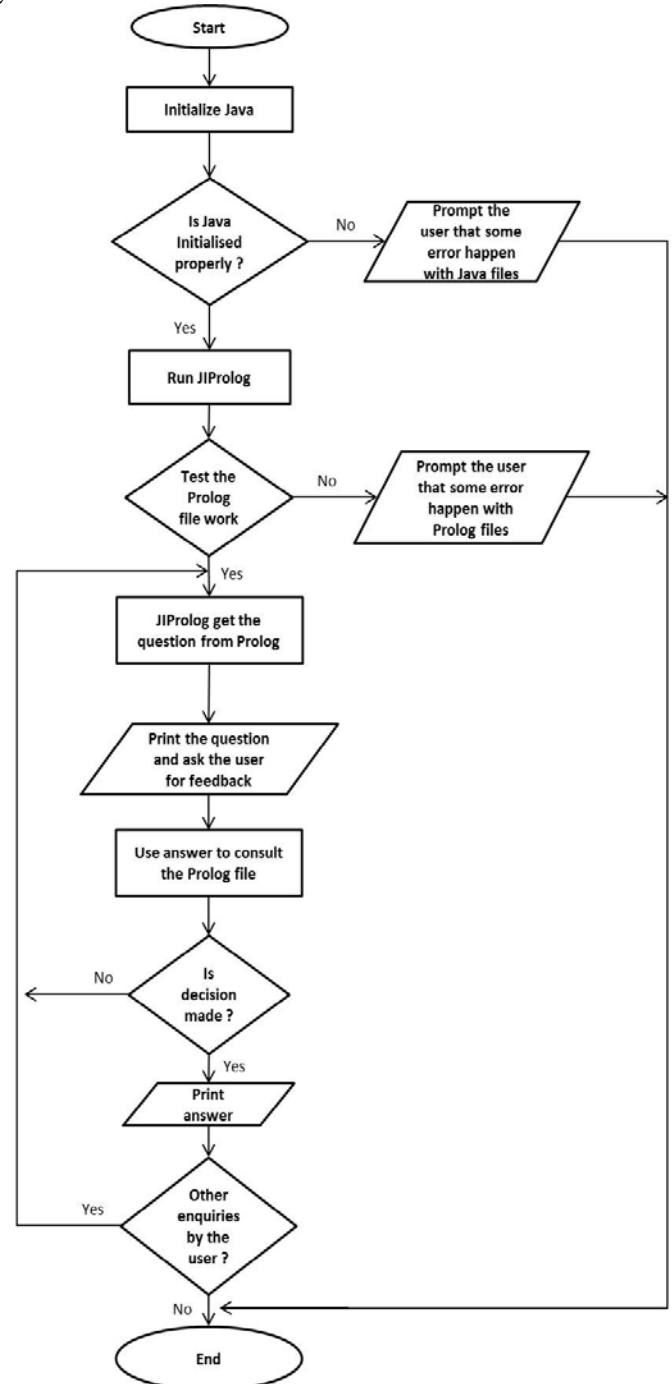 Start
Initialize Java
Is Java
Initialised
properly ?
No
Prompt the
user that some
error happen
with Java files
Yes
Run JIProlog
Test the
Prolog
file work
No
Prompt the user
that some error
happen with
Prolog files
Yes
JIProlog get the
question from Prolog
Print the question
and ask the user
for feedback
Use answer to consult
the Prolog file
Is
decision
made ?
No
Yes
Print
answer
Other
enquiries
by the
user ?
Yes
No
End